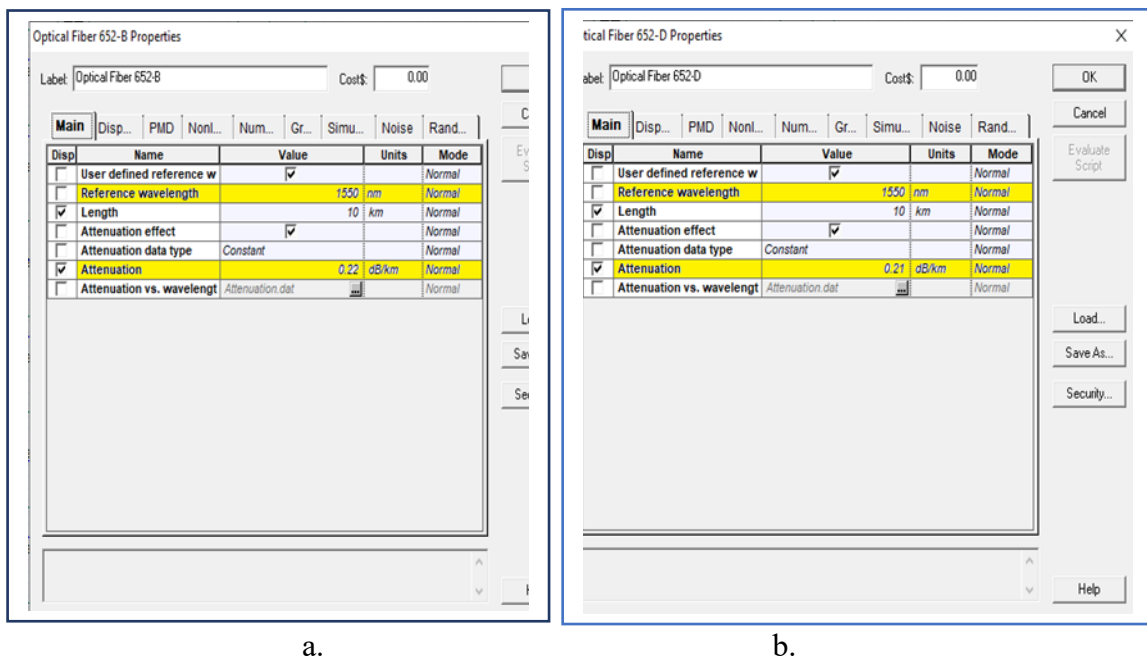 Optical Fiber 652-B Properties
Label: Optical Fiber 652-B Cost$: 0.00
Main Disp... PMD Nonl... Num... Gr... Simu... Noise Rand...
Disp Name Value Units Mode
User defined reference w Normal
Reference wavelength 1550 nm Normal
Length 10 km Normal
Attenuation effect Normal
Attenuation data type Constant Normal
Attenuation 0.22 dB/km Normal
Attenuation vs. wavelengt Attenuation.dat ... Normal
a.
tical Fiber 652-D Properties
abel: Optical Fiber 652-D Cost$: 0.00
OK
Cancel
Evaluate
Script
Main Disp... PMD Nonl... Num... Gr... Simu... Noise Rand...
Disp Name Value Units Mode
User defined reference w Normal
Reference wavelength 1550 nm Normal
Length 10 km Normal
Attenuation effect Normal
Attenuation data type Constant Normal
Attenuation 0.21 dB/km Normal
Attenuation vs. wavelengt Attenuation.dat ... Normal
Load...
Save As...
Security...
Help
b.